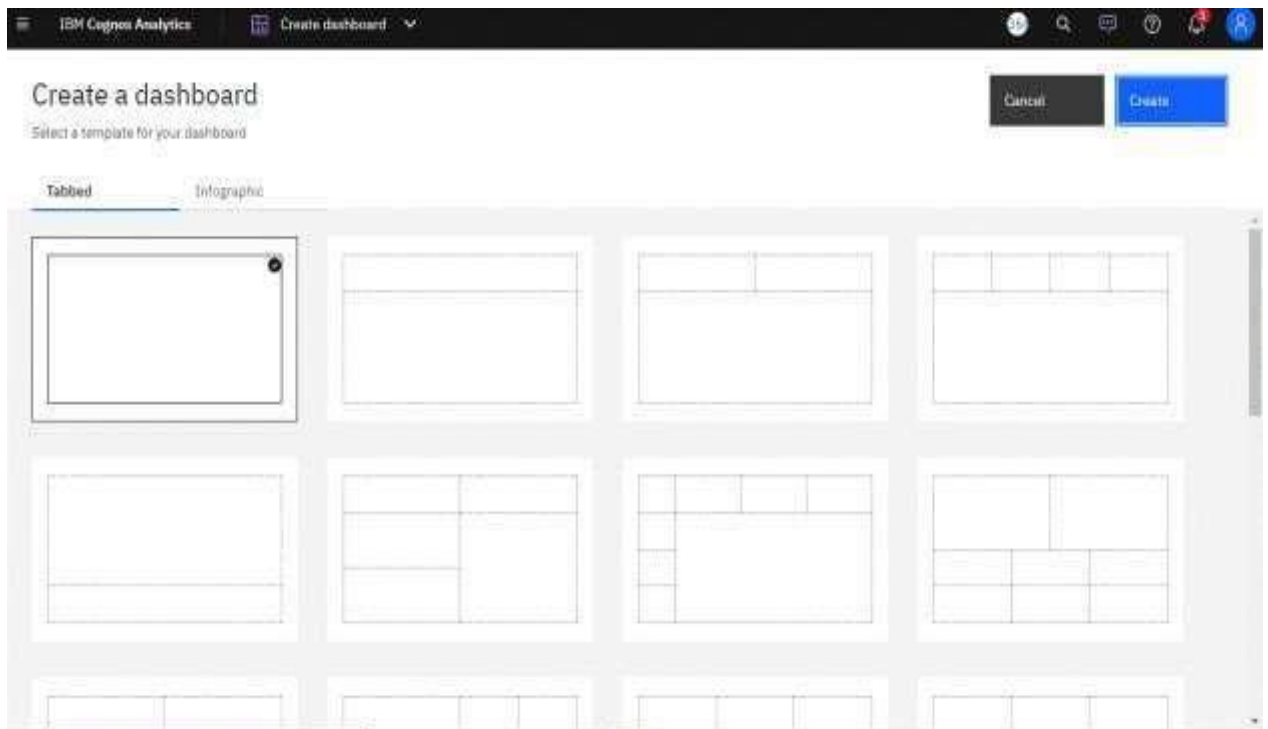 IBM Cognos Analytics
Create dashboard
Create a dashboard
Cancel
Create
Select a template for your dashboard
Tabbed
Infographic